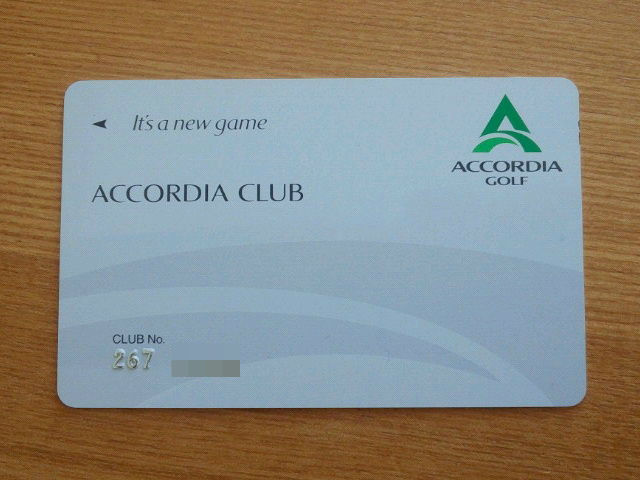 It's a new game
ACCORDIA
GOLF
ACCORDIA CLUB
CLUB No.
267